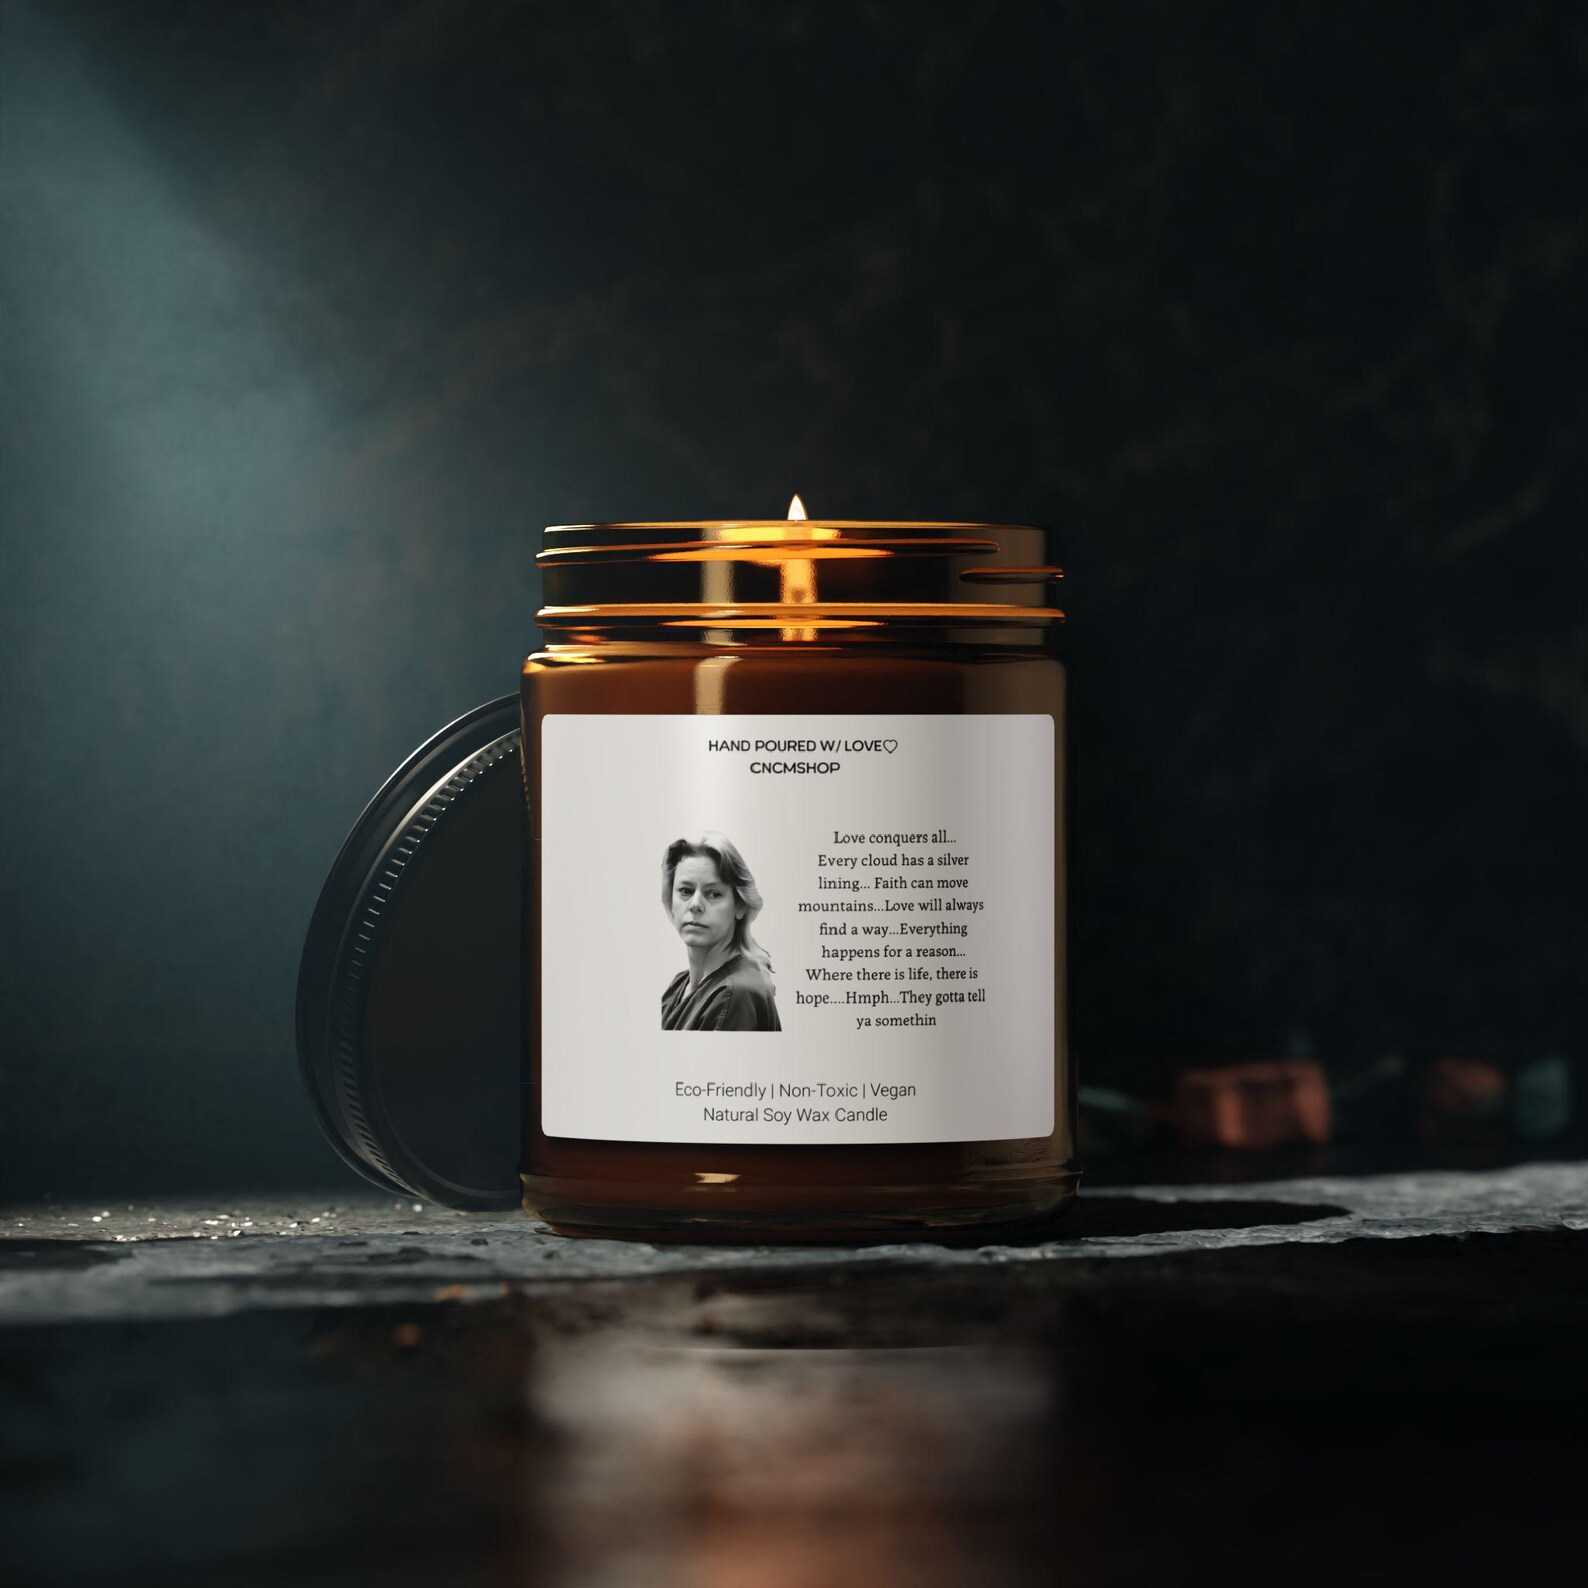 HAND POURED W/ LOVE♡
CNCMSHOP
Love conquers all...
Every cloud has a silver
lining... Faith can move
mountains...Love will always
find a way...Everything
happens for a reason...
Where there is life, there is
hope....Hmph...They gotta tell
ya somethin
Eco-Friendly | Non-Toxic | Vegan
Natural Soy Wax Candle